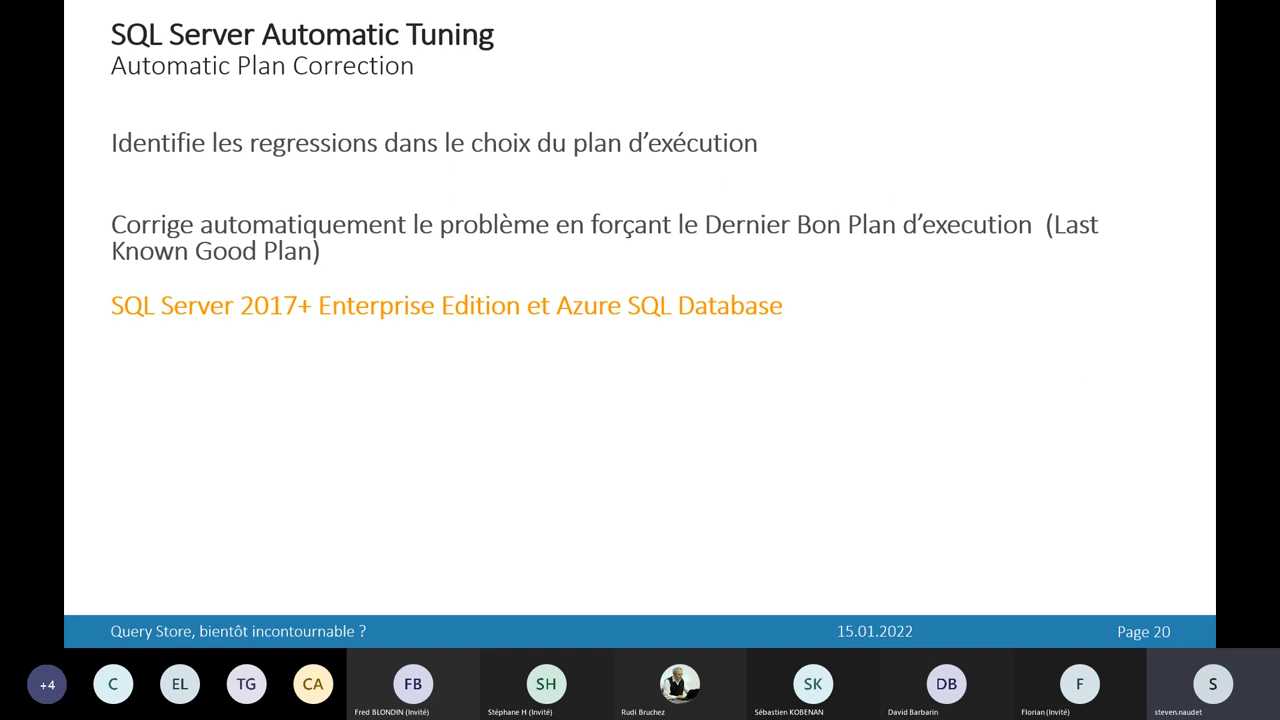 SQL Server Automatic Tuning
Automatic Plan Correction
Identifie les regressions dans le choix du plan d’exécution
Corrige automatiquement le problème en forçant le Dernier Bon Plan d’execution  (Last
Known Good Plan)
SQL Server 2017+ Enterprise Edition et Azure SQL Database
Query Store, bientôt incontournable ?
15.01.2022
Page 20
+4
C
EL
TG
CA
FB
SH
SK
DB
F
S
Fred BLONDIN (Invité)
Stéphane H (Invité)
Rudi Bruchez
Sébastien KOBENAN
David Barbarin
Florian (Invité)
steven.naudet